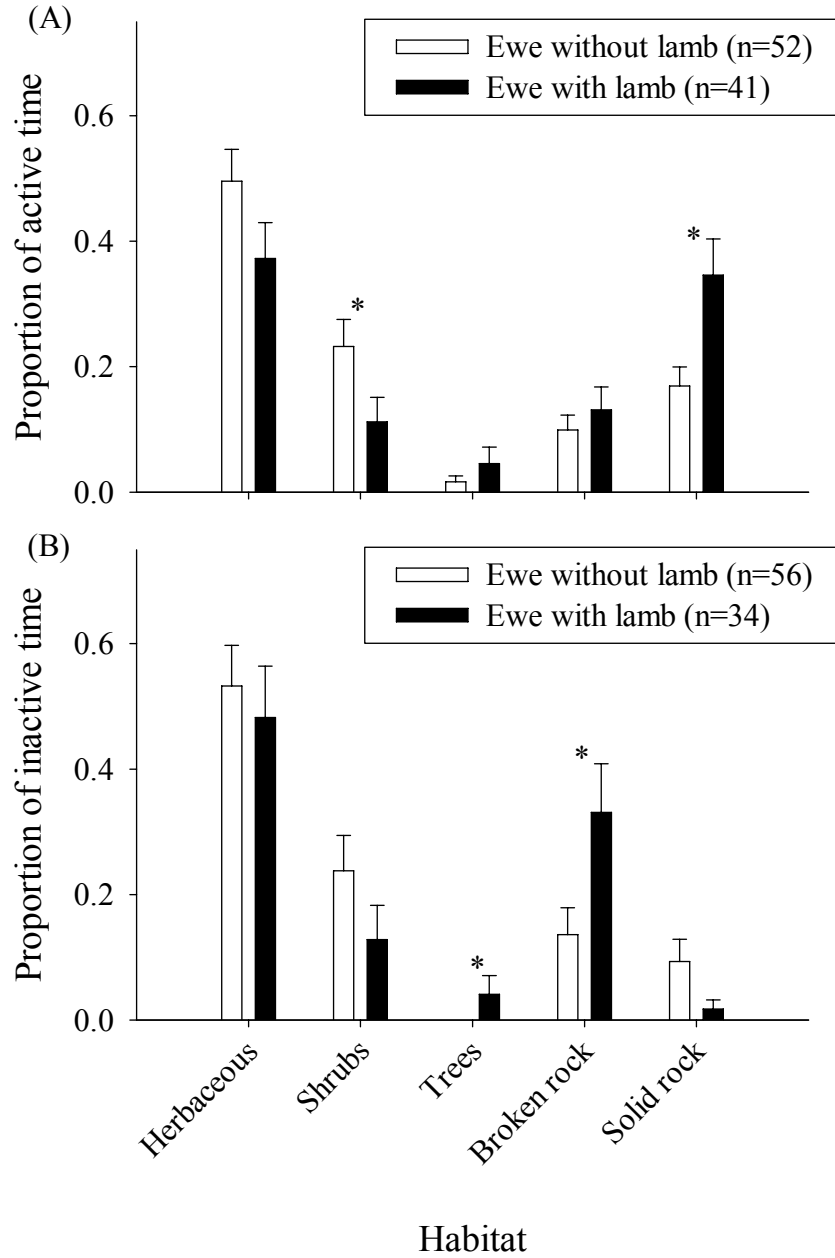 (A)
Ewe without lamb (n=52)
Ewe with lamb (n=41)
Proportion of active time
0.6
0.4
0.2
0.0
*
*
(B)
Ewe without lamb (n=56)
Ewe with lamb (n=34)
Proportion of inactive time
0.6
0.4
0.2
0.0
*
*
Herbaceous
Shrubs
Trees
Broken rock
Solid rock
Habitat